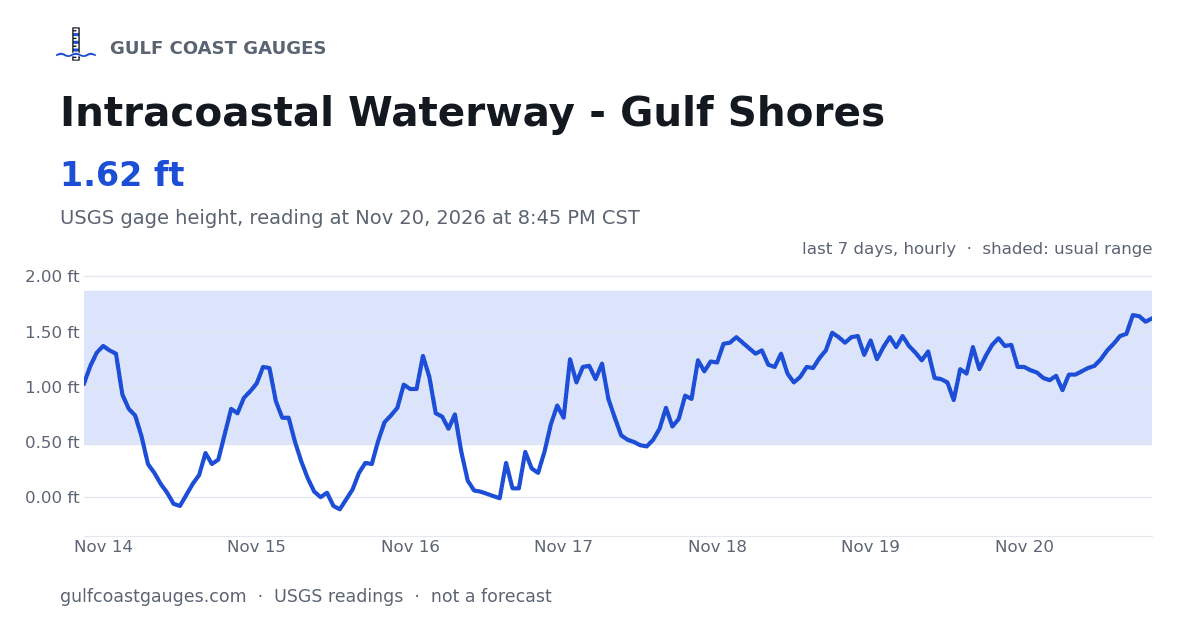 GULF COAST GAUGES
Intracoastal Waterway - Gulf Shores
1.62 ft
USGS gage height, reading at Nov 20, 2026 at 8:45 PM CST
last 7 days, hourly · shaded: usual range
2.00 ft
1.50 ft
1.00 ft
0.50 ft
0.00 ft
Nov 14 Nov 15 Nov 16 Nov 17 Nov 18 Nov 19 Nov 20
gulfcoastgauges.com · USGS readings · not a forecast